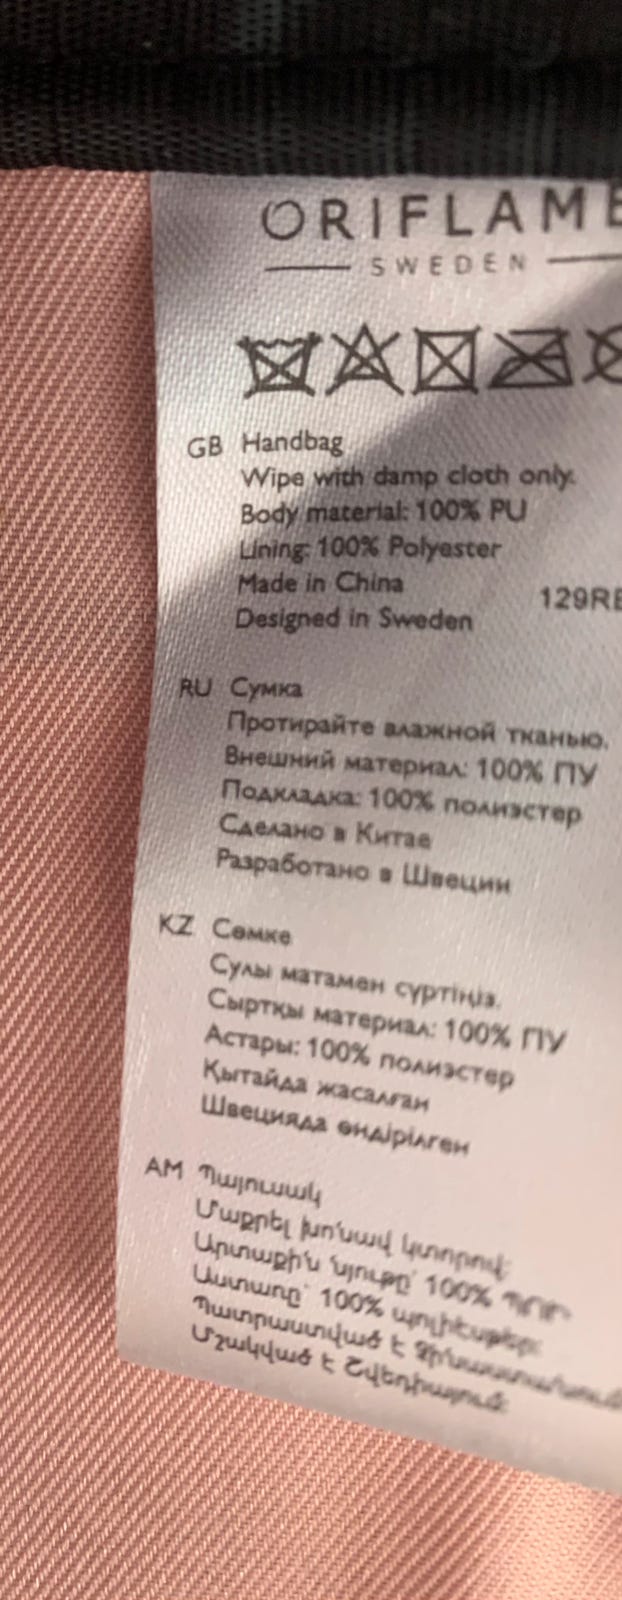 ORIFLAME
SWEDEN
GB Handbag
Wipe with damp cloth only.
Body material: 100% PU
Lining: 100% Polyester
Made in China
129RE
Designed in Sweden
RU Сумка
Протирайте влажной тканью.
Внешний материал: 100% ПУ
Подкладка: 100% полиэстер
Сделано в Китае
Разработано в Швеции
KZ Сөмке
Сулы матамен сүртіңіз.
Сыртқы материал: 100% ПУ
Астары: 100% полиэстер
Қытайда жасалған
Швецияда өндірілген
AM Պայուսակ
Մաքրել խոնավ կտորով:
Արտաքին նյութը՝ 100% ՊՈՒ
Աստառը՝ 100% պոլիէսթեր:
Պատրաստված է Չինաստանում:
Մշակված է Շվեդիայում: